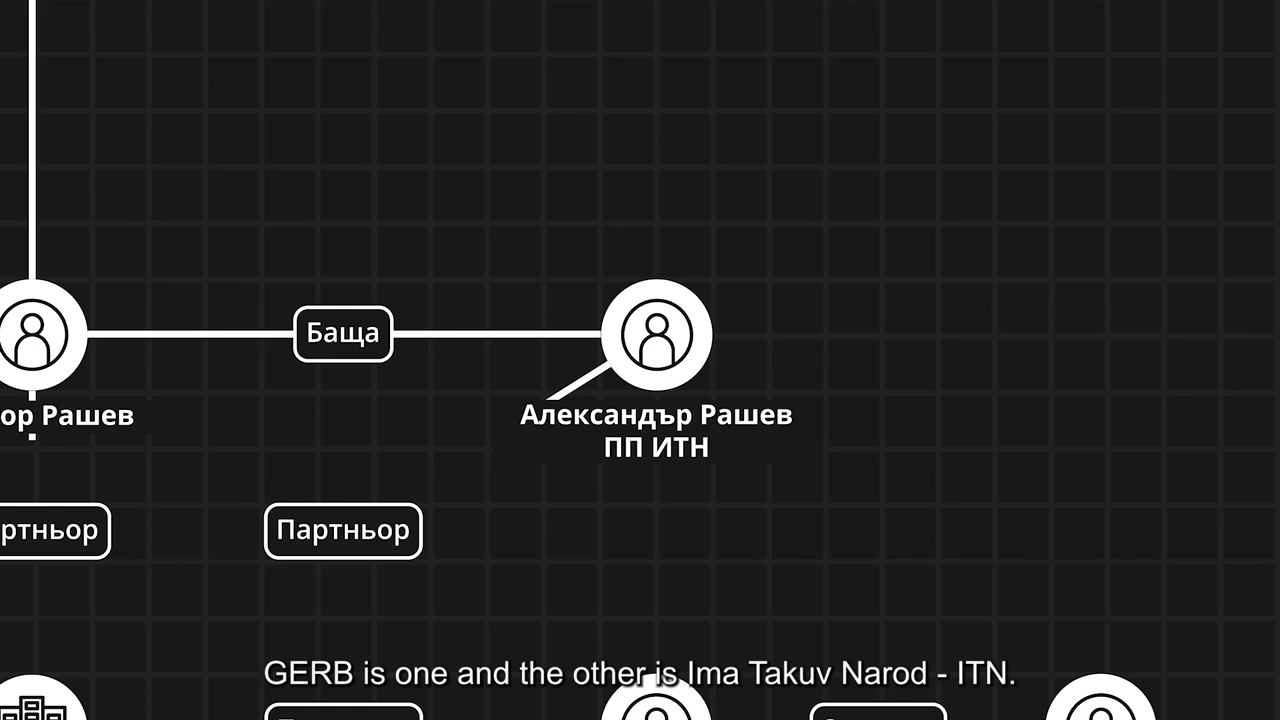 Баща
ор Рашев
Александър Рашев
ПП ИТН
ртньор
Партньор
GERB is one and the other is Ima Takuv Narod - ITN.